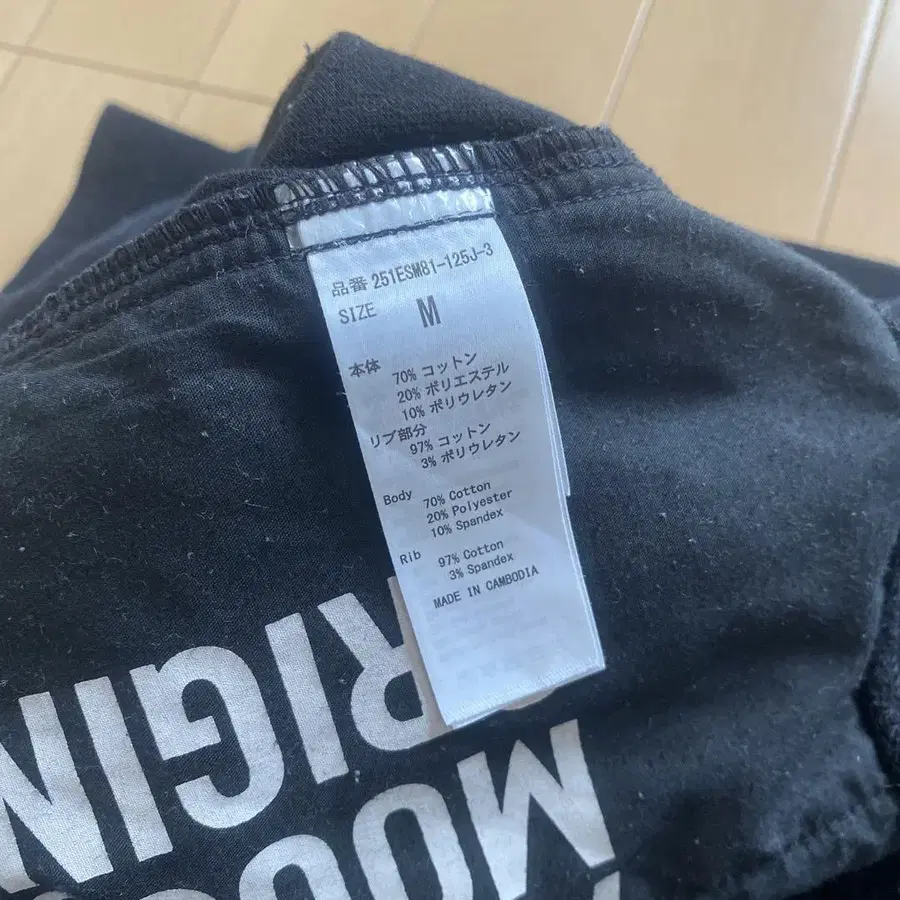 品番 251ESM81-125J-3
SIZE M
本体
70% コットン
20% ポリエステル
10% ポリウレタン
リブ部分
97% コットン
3% ポリウレタン
Body
70% Cotton
20% Polyester
10% Spandex
Rib
97% Cotton
3% Spandex
MADE IN CAMBODIA
MOUS
RIGIN